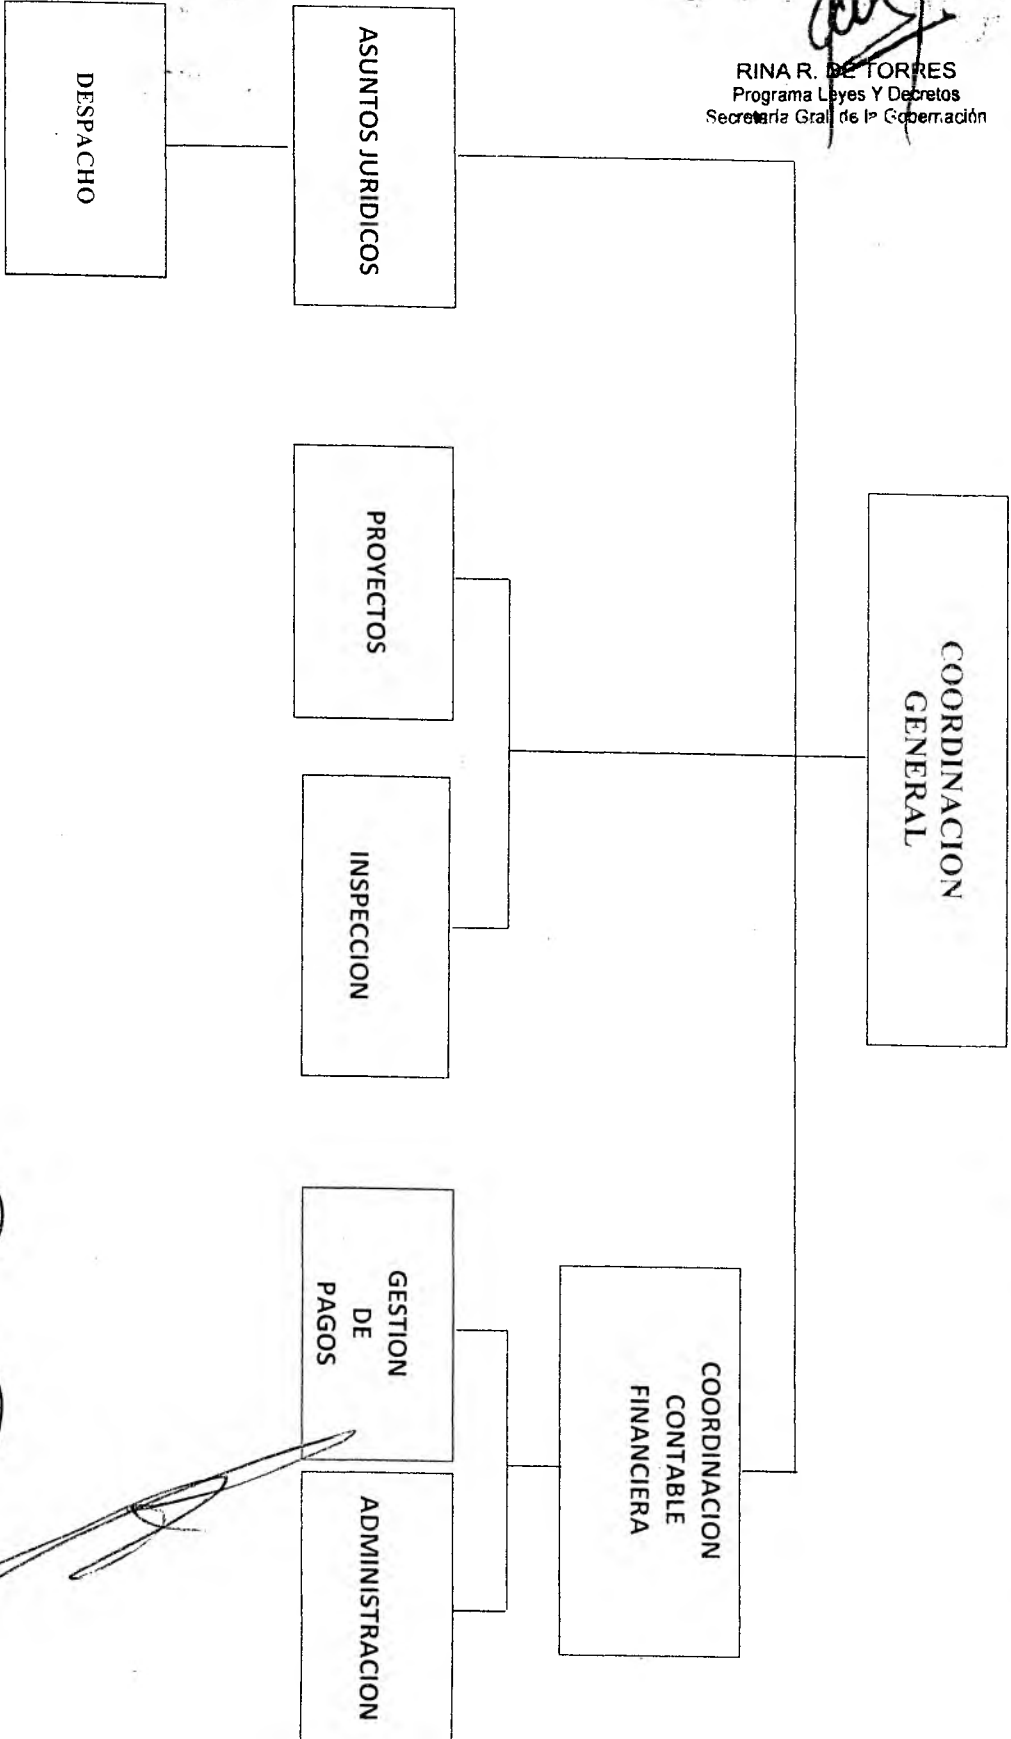 RINA R. DE TORRES
Programa Leyes Y Decretos
Secretaría Gral. de la Gobernación
COORDINACION
GENERAL
COORDINACION
CONTABLE
FINANCIERA
ASUNTOS JURIDICOS
PROYECTOS
INSPECCION
GESTION
DE
PAGOS
ADMINISTRACION
DESPACHO